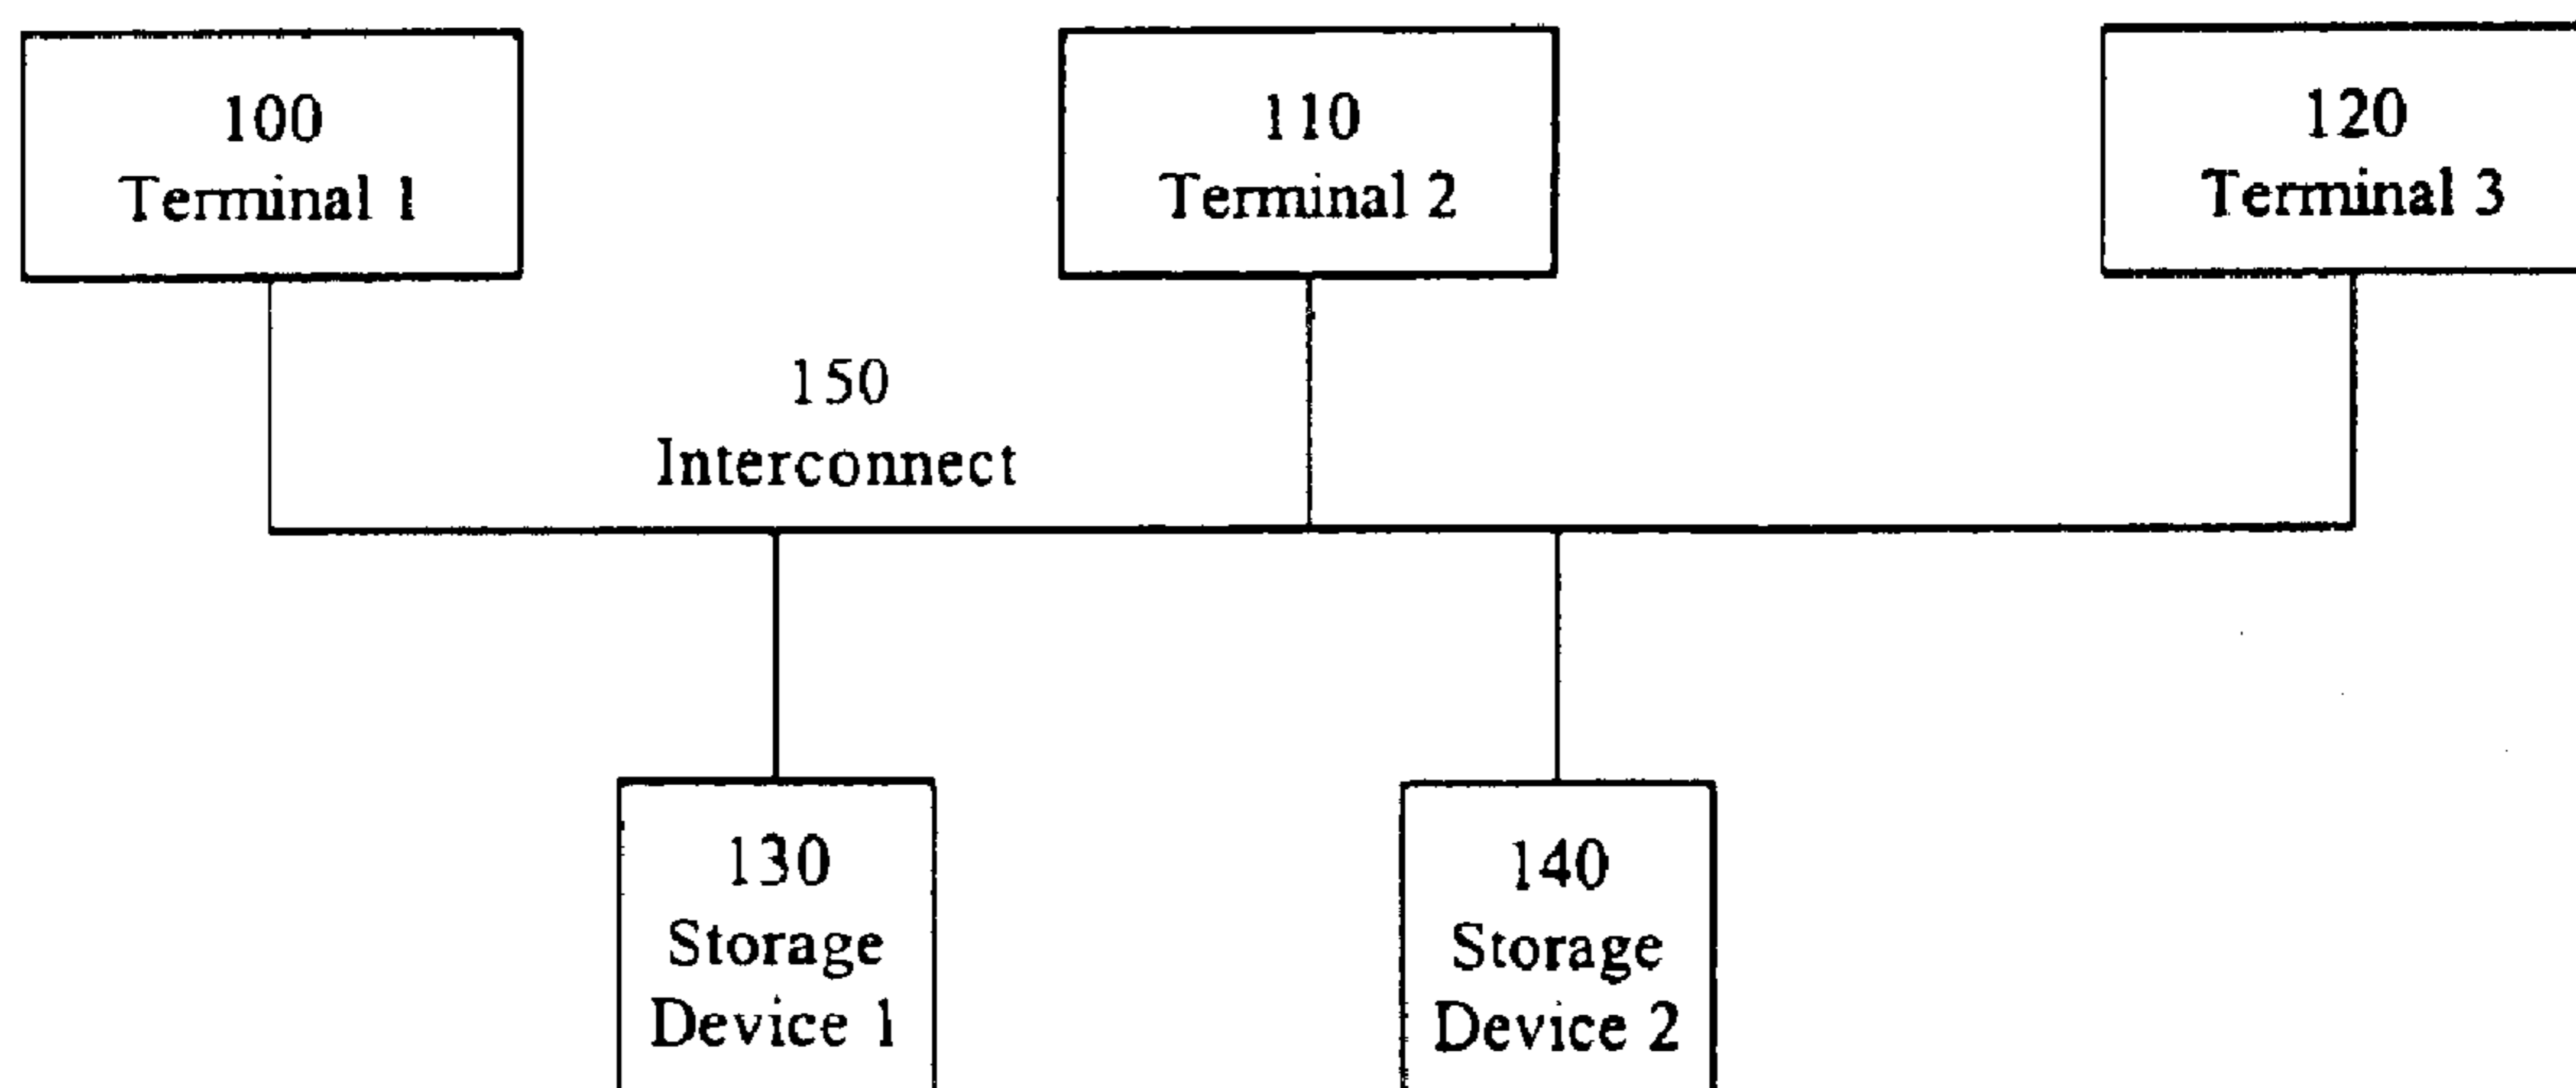 100
Terminal 1
110
Terminal 2
120
Terminal 3
150
Interconnect
130
Storage
Device 1
140
Storage
Device 2